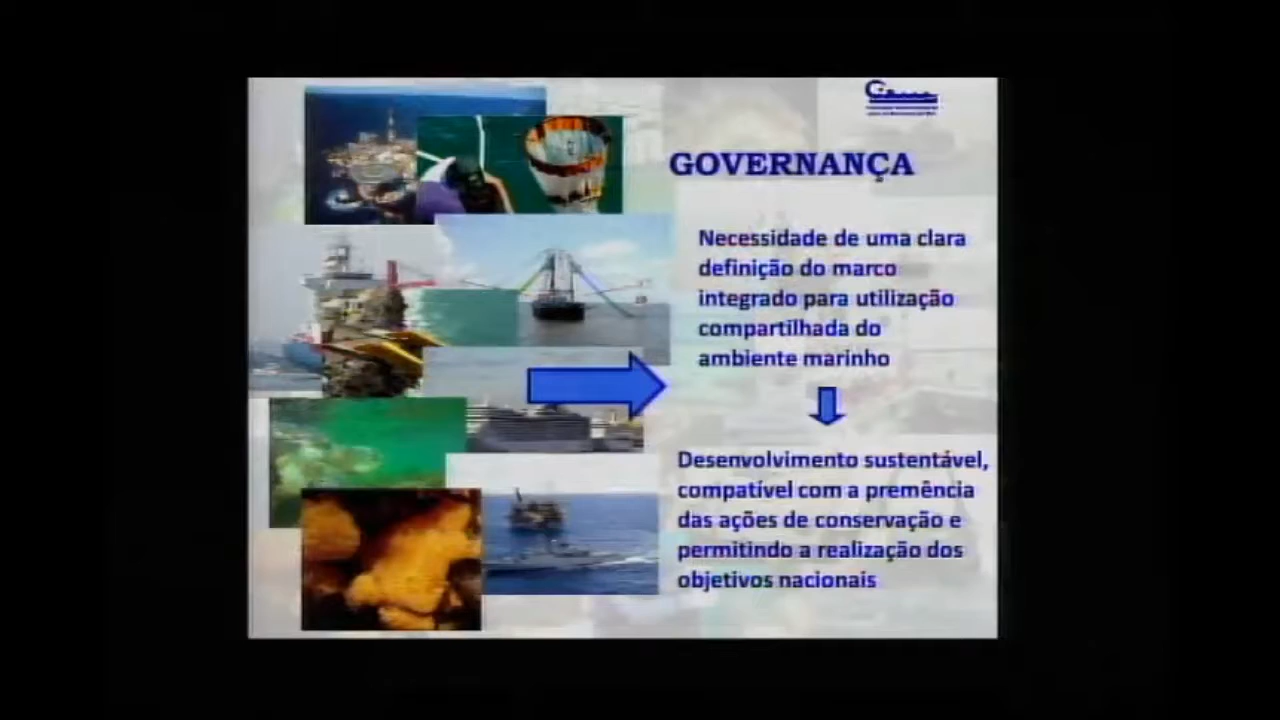 GOVERNANÇA
Necessidade de uma clara
definição do marco
integrado para utilização
compartilhada do
ambiente marinho
Desenvolvimento sustentável,
compatível com a premência
das ações de conservação e
permitindo a realização dos
objetivos nacionais